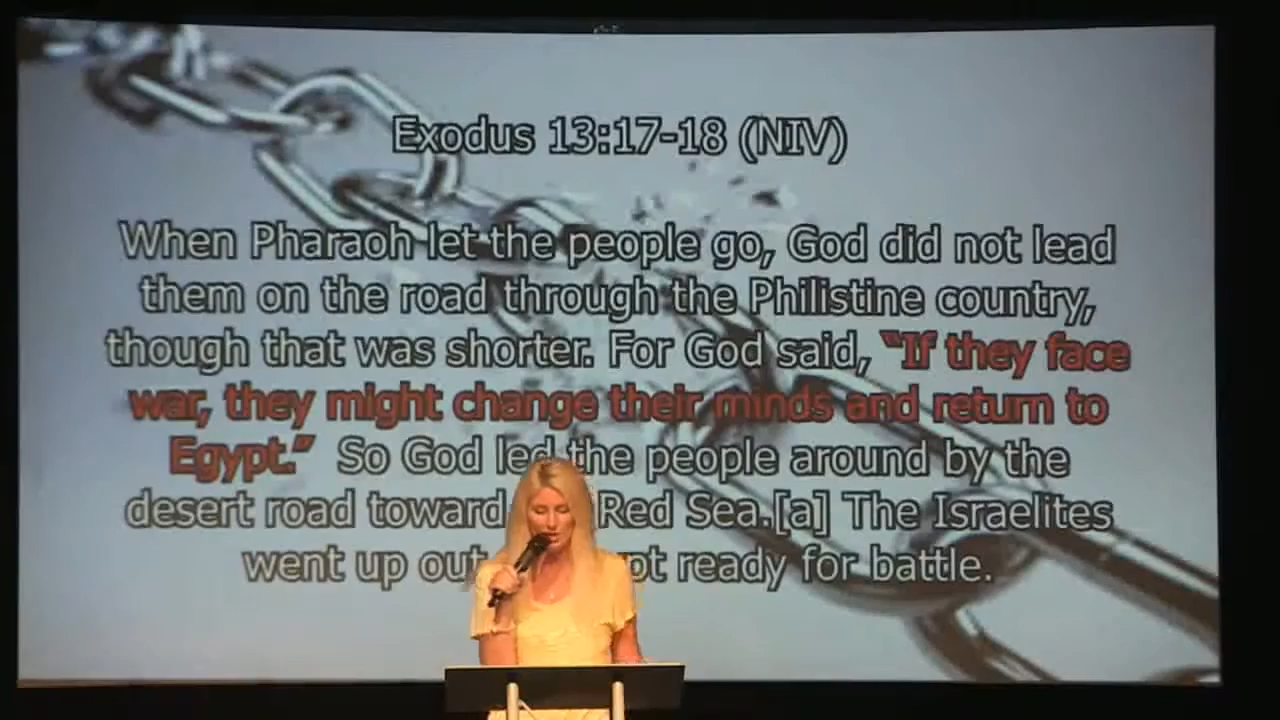 Exodus 13:17-18 (NIV)
When Pharaoh let the people go, God did not lead
them on the road through the Philistine country,
though that was shorter. For God said, "If they face
war, they might change their minds and return to
Egypt." So God led the people around by the
desert road toward Red Sea.[a] The Israelites
went up out pt ready for battle.